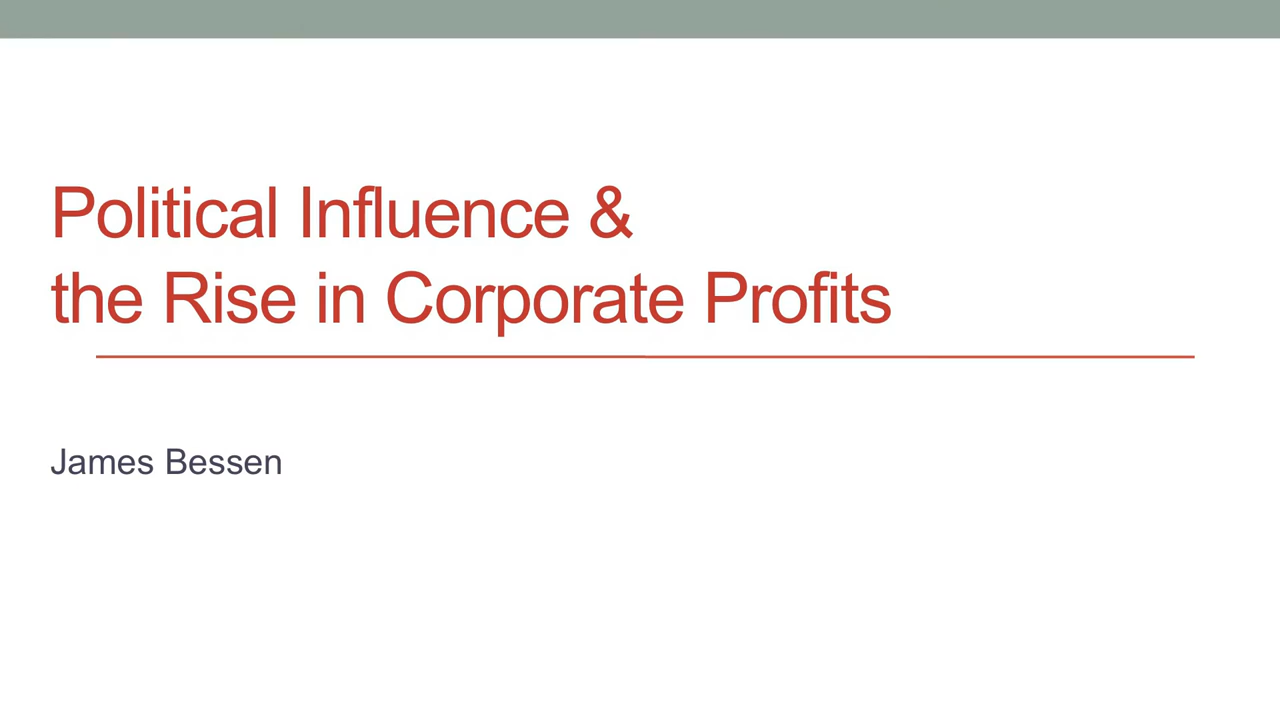 Political Influence &
the Rise in Corporate Profits
James Bessen